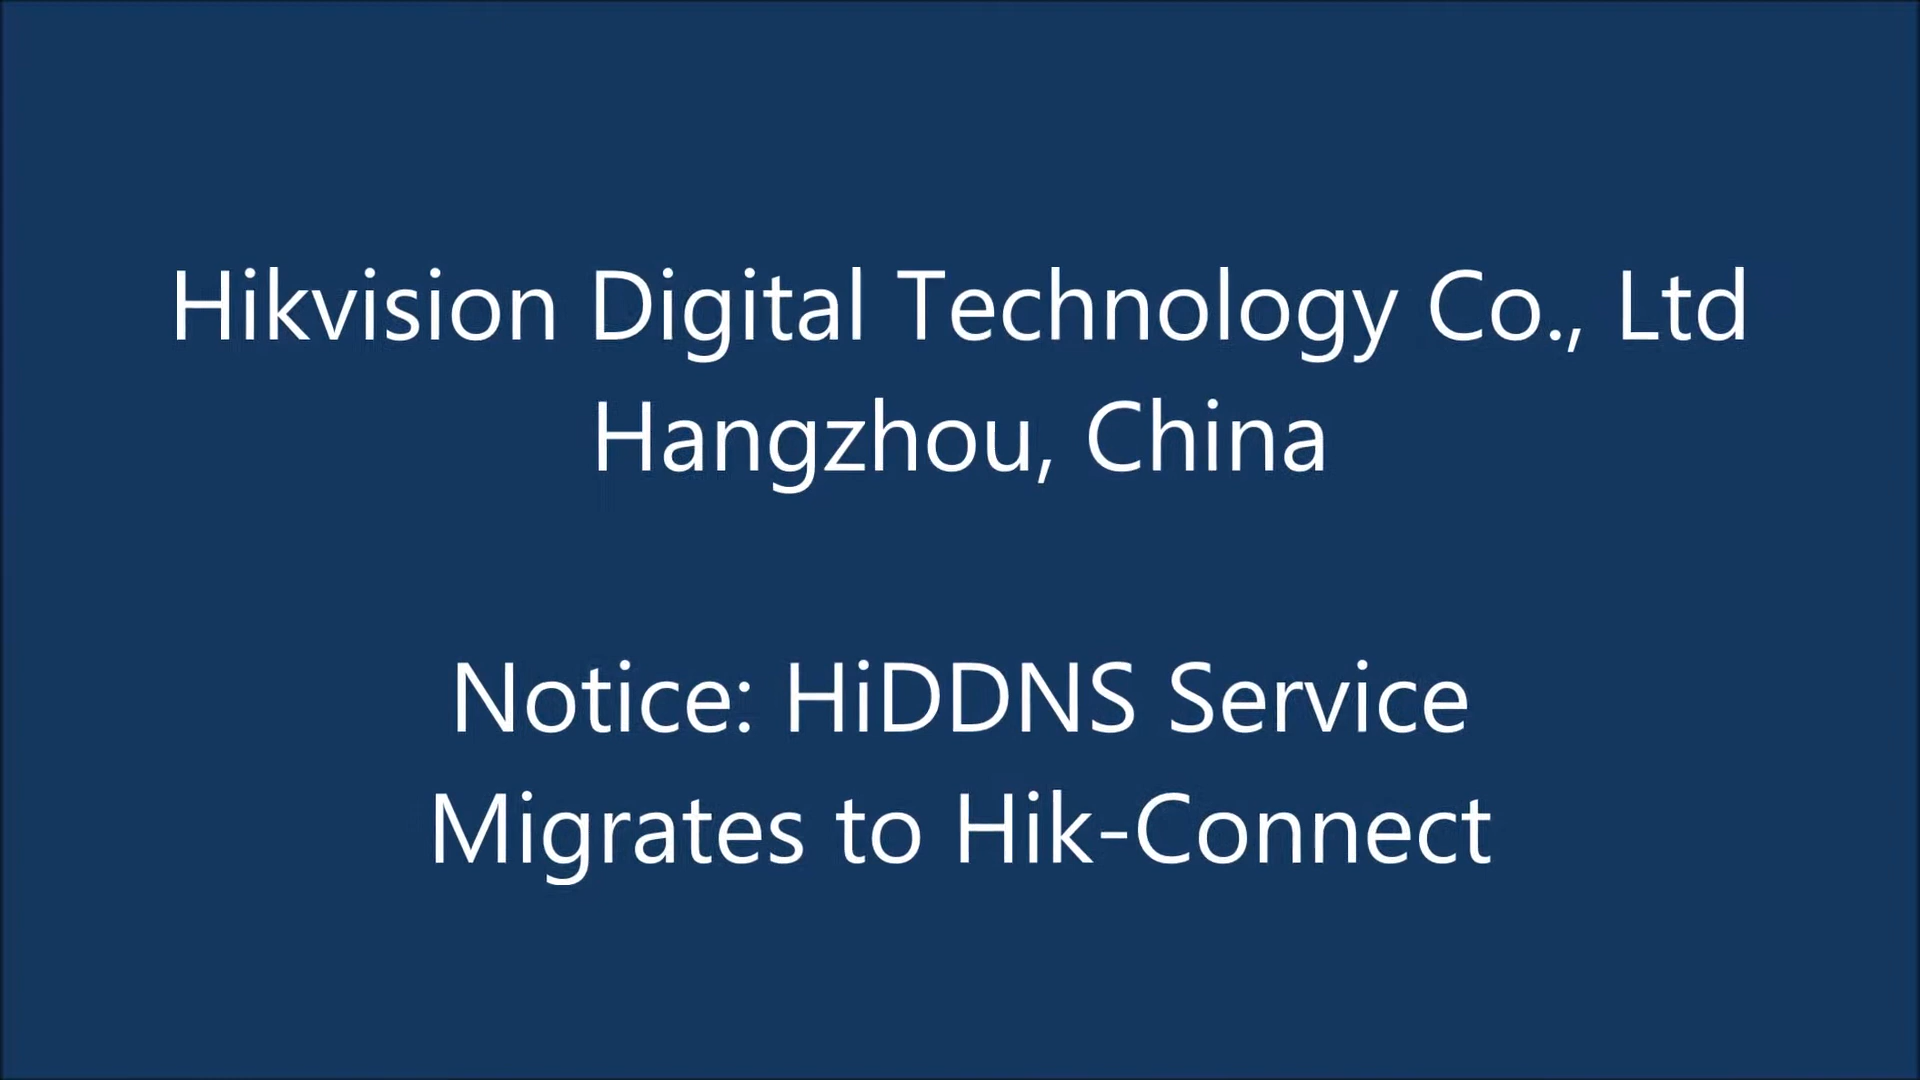 Hikvision Digital Technology Co., Ltd
Hangzhou, China
Notice: HiDDNS Service
Migrates to Hik-Connect